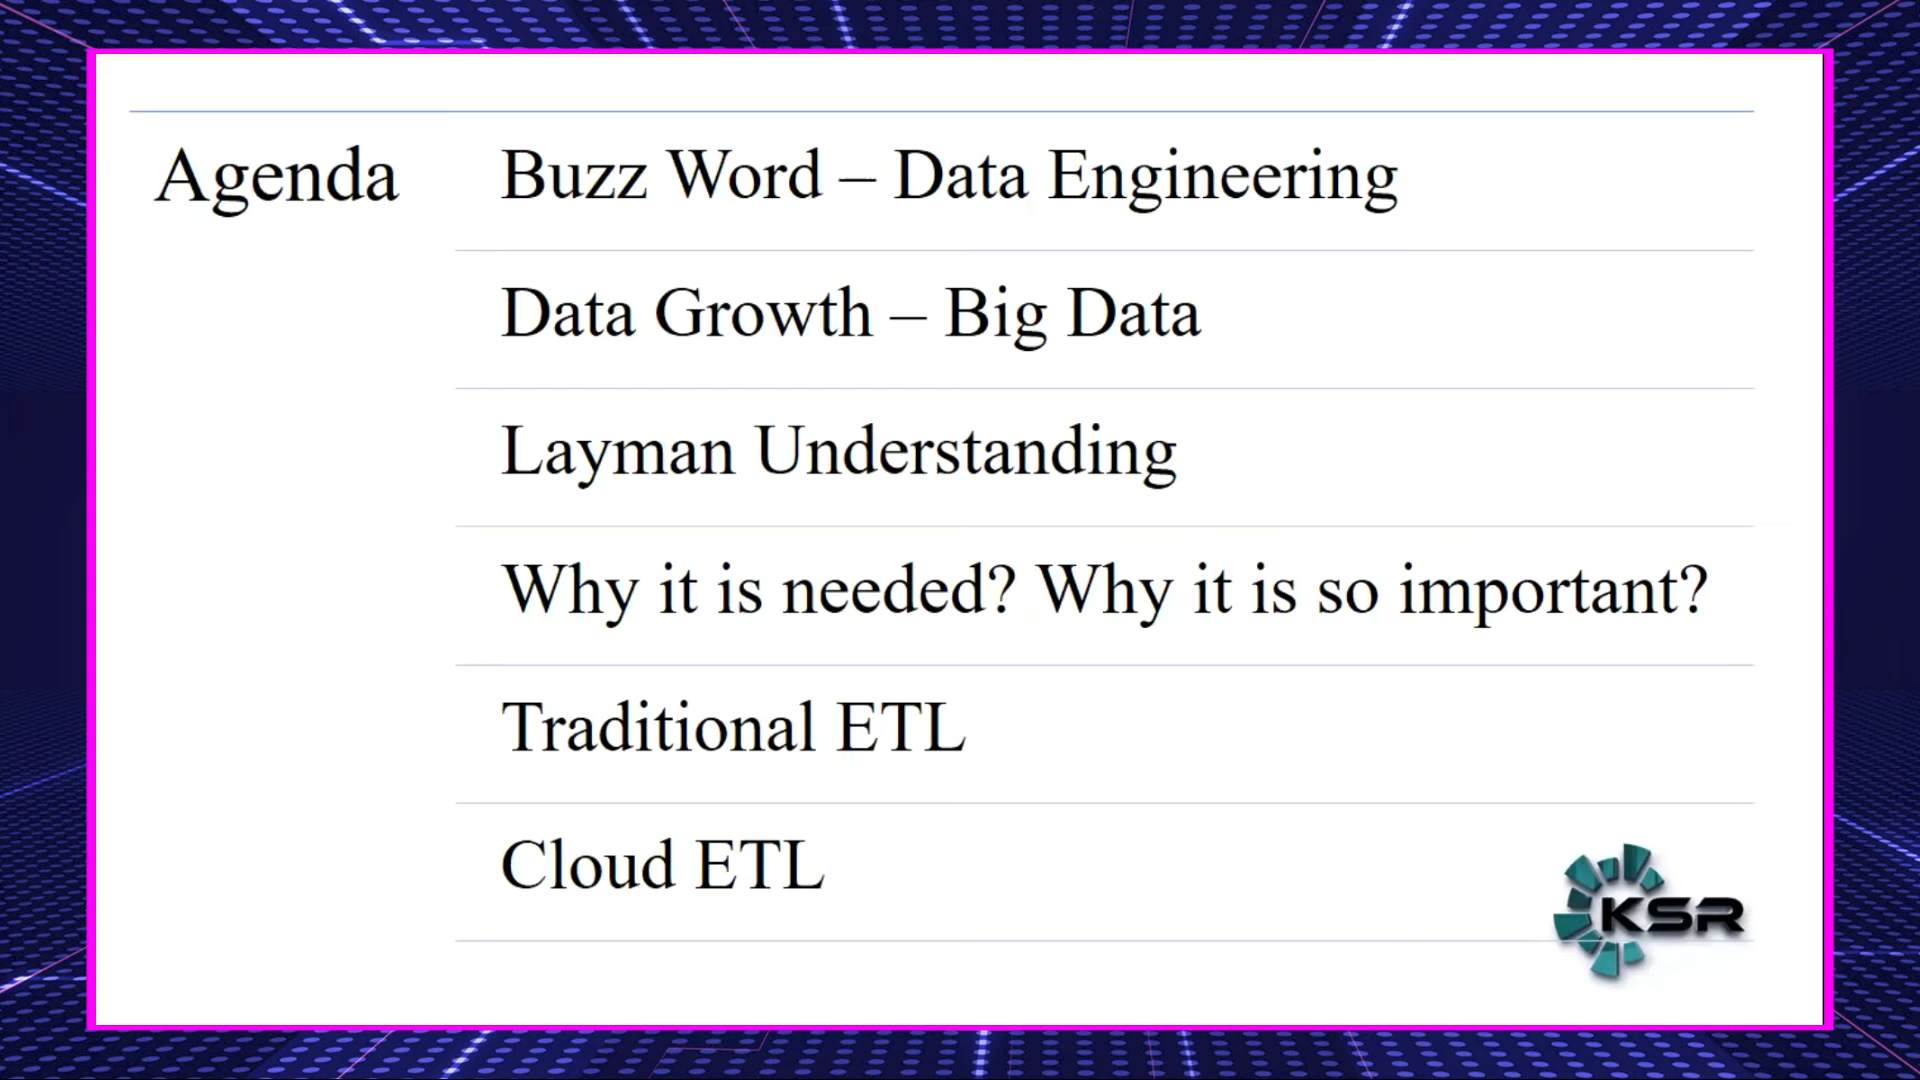 Agenda
Buzz Word – Data Engineering
Data Growth – Big Data
Layman Understanding
Why it is needed? Why it is so important?
Traditional ETL
Cloud ETL
KSR